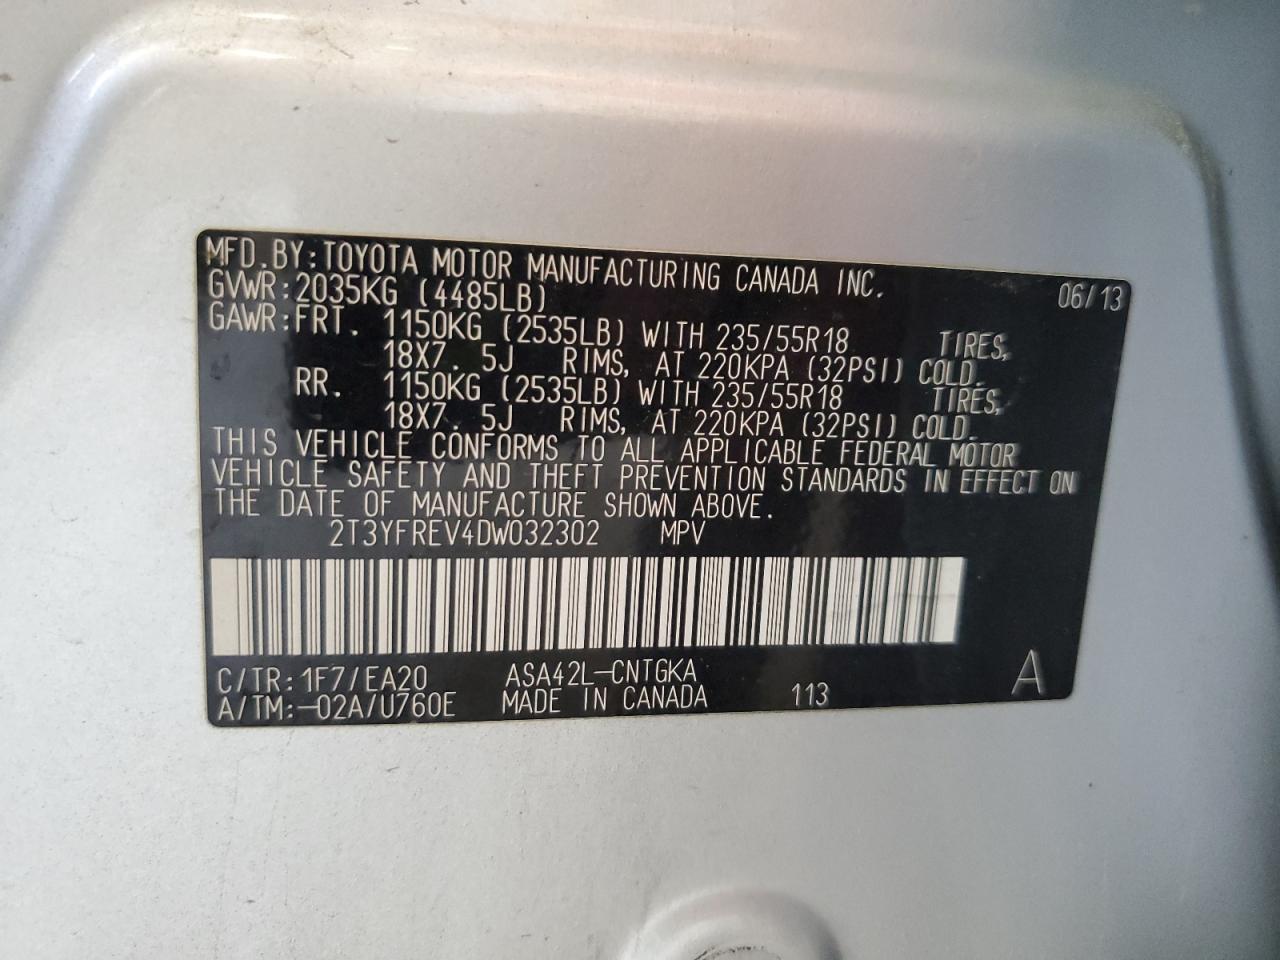 MFD.BY:TOYOTA MOTOR MANUFACTURING CANADA INC. 06/13
GVWR:2035KG (4485LB)
GAWR:FRT. 1150KG (2535LB) WITH 235/55R18 TIRES,
18X7.5J RIMS, AT 220KPA (32PSI) COLD.
RR. 1150KG (2535LB) WITH 235/55R18 TIRES,
18X7.5J RIMS, AT 220KPA (32PSI) COLD.
THIS VEHICLE CONFORMS TO ALL APPLICABLE FEDERAL MOTOR
VEHICLE SAFETY AND THEFT PREVENTION STANDARDS IN EFFECT ON
THE DATE OF MANUFACTURE SHOWN ABOVE.
2T3YFREV4DW032302 MPV
C/TR:1F7/EA20 ASA42L-CNTGKA
A/TM:-02A/U760E MADE IN CANADA 113 A